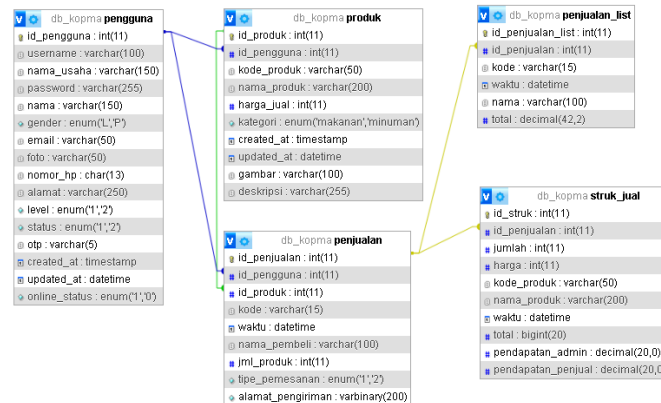 db_kopma pengguna
id_pengguna : int(11)
username : varchar(100)
nama_usaha : varchar(150)
password : varchar(255)
nama : varchar(150)
gender : enum('L','P')
email : varchar(50)
foto : varchar(50)
nomor_hp : char(13)
alamat : varchar(250)
level : enum('1','2')
status : enum('1','2')
otp : varchar(5)
created_at : timestamp
updated_at : datetime
online_status : enum('1','0')
db_kopma produk
id_produk : int(11)
id_pengguna : int(11)
kode_produk : varchar(50)
nama_produk : varchar(200)
harga_jual : int(11)
kategori : enum('makanan','minuman')
created_at : timestamp
updated_at : datetime
gambar : varchar(100)
deskripsi : varchar(255)
db_kopma penjualan
id_penjualan : int(11)
id_pengguna : int(11)
id_produk : int(11)
kode : varchar(15)
waktu : datetime
nama_pembeli : varchar(100)
jml_produk : int(11)
tipe_pemesanan : enum('1','2')
alamat_pengiriman : varbinary(200)
db_kopma penjualan_list
id_penjualan_list : int(11)
id_penjualan : int(11)
kode : varchar(15)
waktu : datetime
nama : varchar(100)
total : decimal(42,2)
db_kopma struk_jual
id_struk : int(11)
id_penjualan : int(11)
jumlah : int(11)
harga : int(11)
kode_produk : varchar(50)
nama_produk : varchar(200)
waktu : datetime
total : bigint(20)
pendapatan_admin : decimal(20,0)
pendapatan_penjual : decimal(20,0